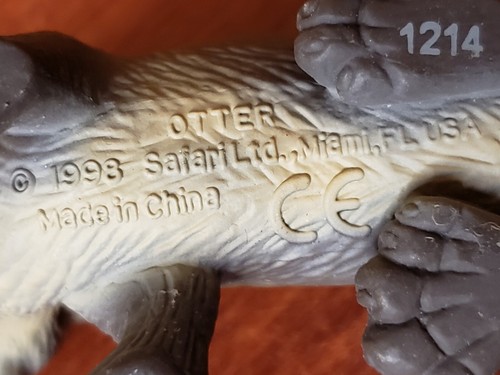 1214
OTTER
© 1998 Safari Ltd., Miami, FL USA
Made in China
CE